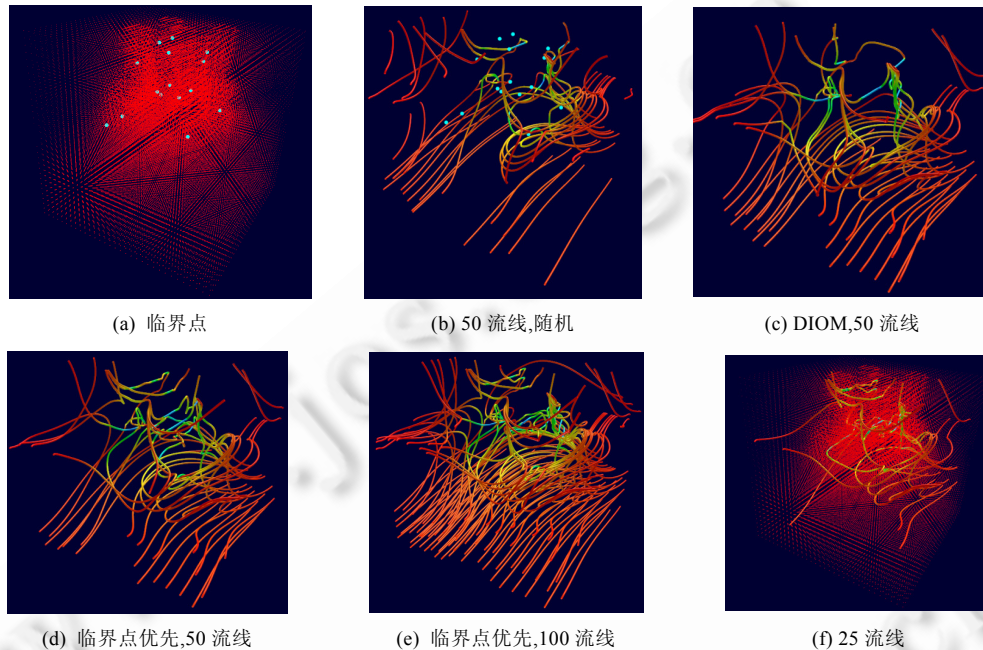 (a) 临界点
(b) 50 流线,随机
(c) DIOM,50 流线
(d) 临界点优先,50 流线
(e) 临界点优先,100 流线
(f) 25 流线